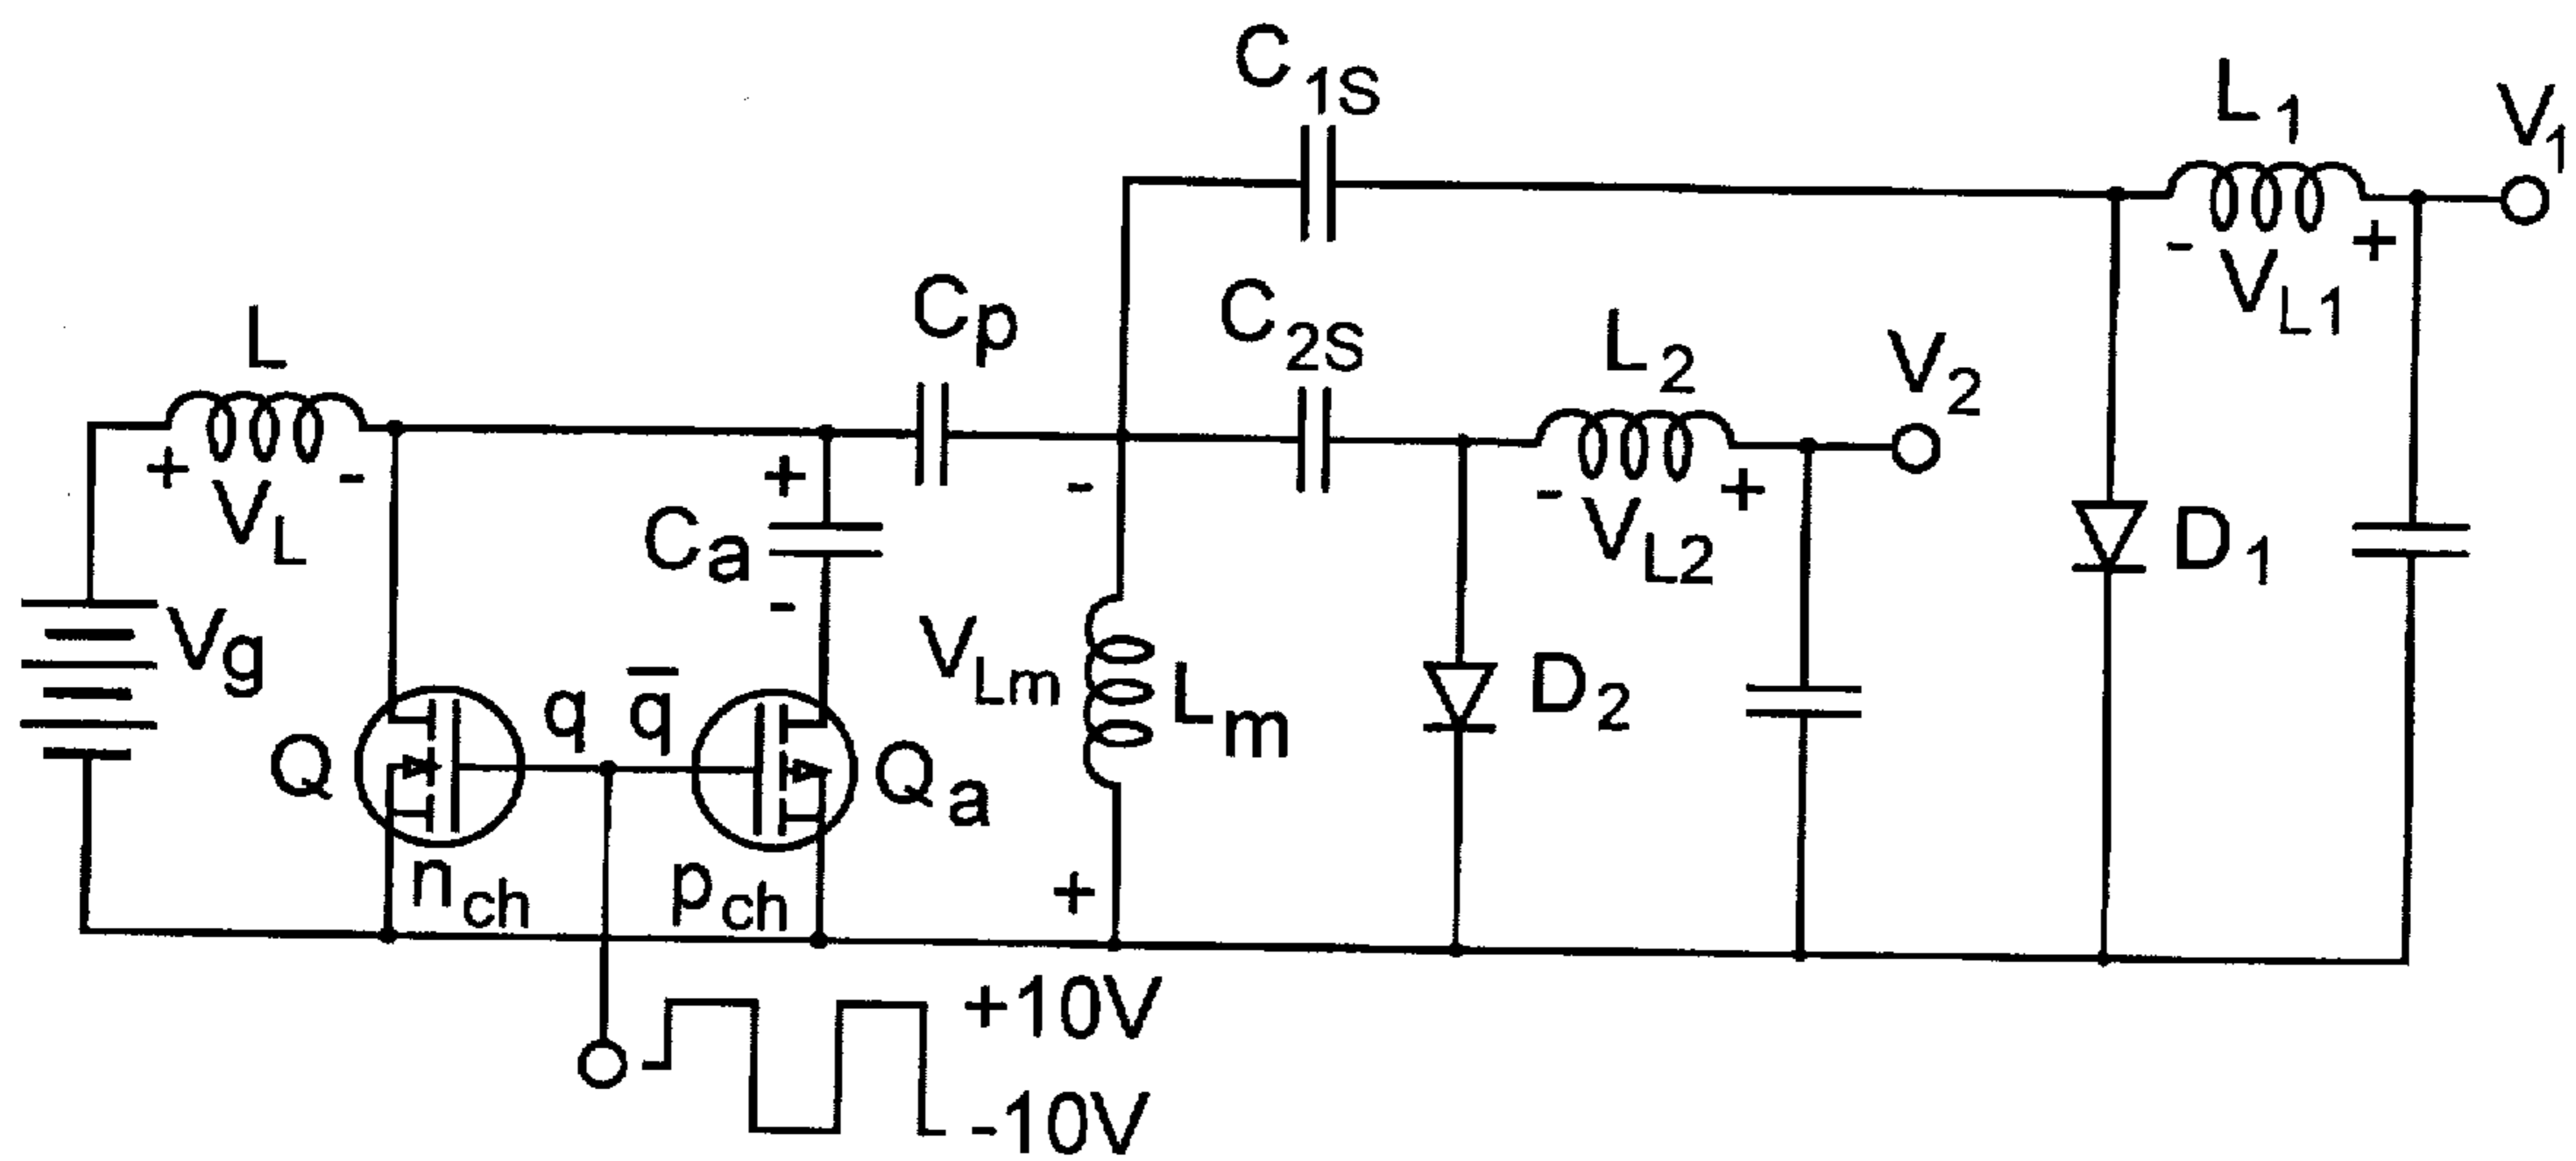 C1S
L1
V1
- +
VL1
Cp
C2S
L2
V2
L
+ -
VL
+
Ca
-
-
- +
VL2
D1
Vg
VLm
Lm
D2
Q
q
q̅
Qa
nch
pch
+
+10V
-10V